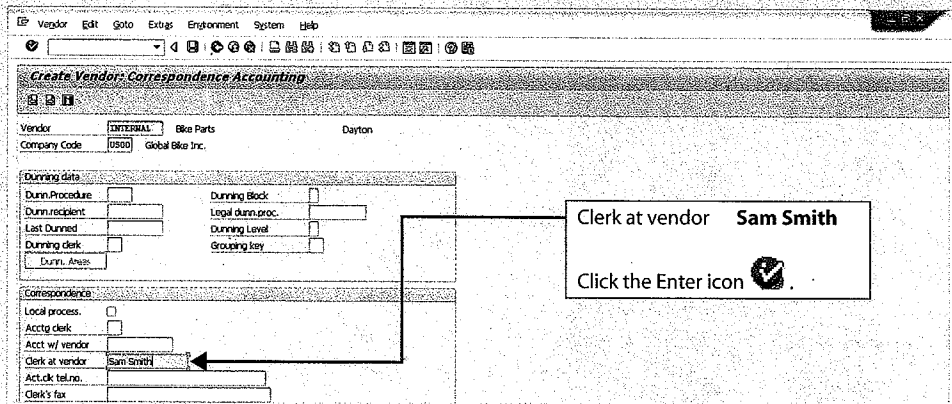 Vendor Edit Goto Extras Environment System Help
Create Vendor: Correspondence Accounting
Vendor INTERNAL Bike Parts Dayton
Company Code US00 Global Bike Inc.
Dunning data
Dunn.Procedure Dunning Block
Dunn.recipient Legal dunn.proc.
Last Dunned Dunning Level
Dunning clerk Grouping key
Dunn. Areas
Clerk at vendor Sam Smith
Click the Enter icon .
Correspondence
Local process.
Acctg clerk
Acct w/ vendor
Clerk at vendor Sam Smith
Act.clk tel.no.
Clerk's fax